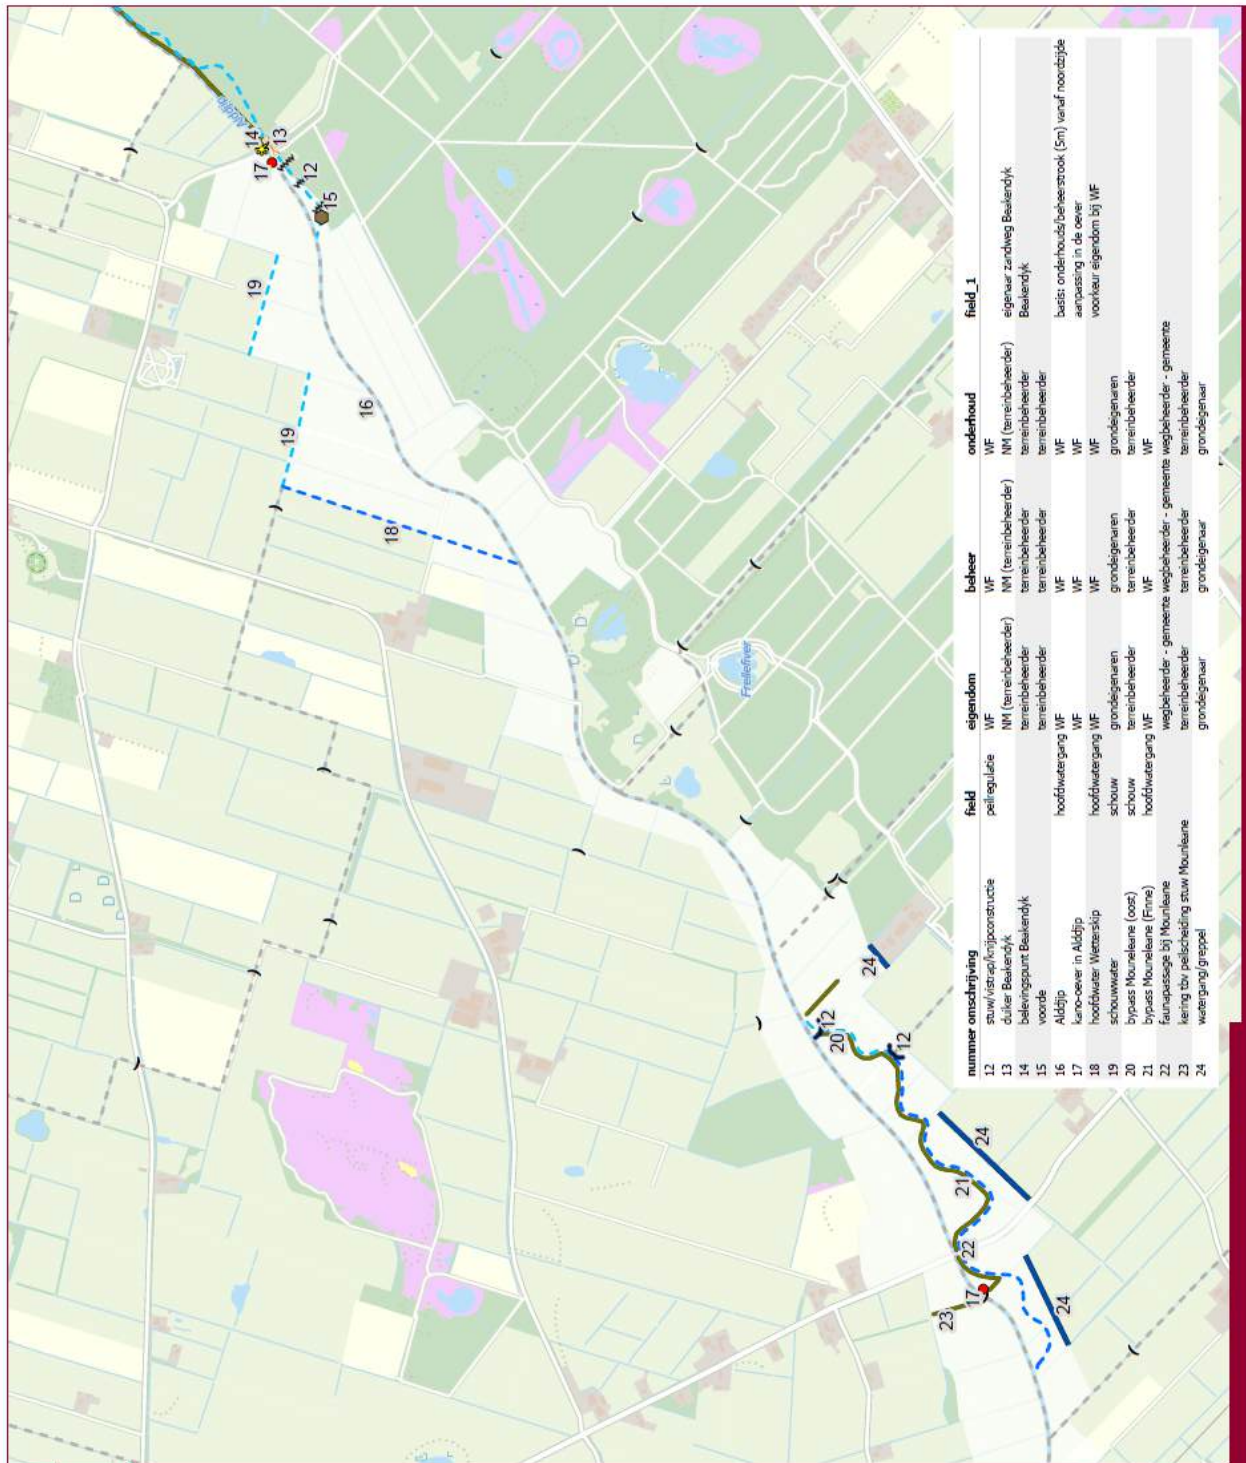 Alddjip
14
13
17
12
15
19
19
16
18
Freilefiver
12
20
12
24
24
21
22
17
23
24
nummer omschrijving field eigendom beheer onderhoud field_1
12 stuw/vistrap/knijpconstructie peilregulatie WF WF WF
13 duiker Beakendyk NM (terreinbeheerder) NM (terreinbeheerder) NM (terreinbeheerder) eigenaar zandweg Beakendyk
14 belevingspunt Beakendyk terreinbeheerder terreinbeheerder terreinbeheerder Beakendyk
15 voorde terreinbeheerder terreinbeheerder terreinbeheerder
16 Alddjip hoofdwatergang WF WF WF basis: onderhouds/beheerstrook (5m) vanaf noordzijde
17 kano-oever in Alddjip WF WF WF aanpassing in de oever
18 hoofdwater Wetterskip hoofdwatergang WF WF WF voorkeur eigendom bij WF
19 schouwwater schouw grondeigenaren grondeigenaren grondeigenaren
20 bypass Mouneleane (oost) schouw terreinbeheerder terreinbeheerder terreinbeheerder
21 bypass Mouneleane (Finne) hoofdwatergang WF WF WF
22 faunapassage bij Mounleane wegbeheerder - gemeente wegbeheerder - gemeente wegbeheerder - gemeente
23 kering tbv peilscheiding stuw Mounleane terreinbeheerder terreinbeheerder terreinbeheerder
24 watergang/greppel grondeigenaar grondeigenaar grondeigenaar